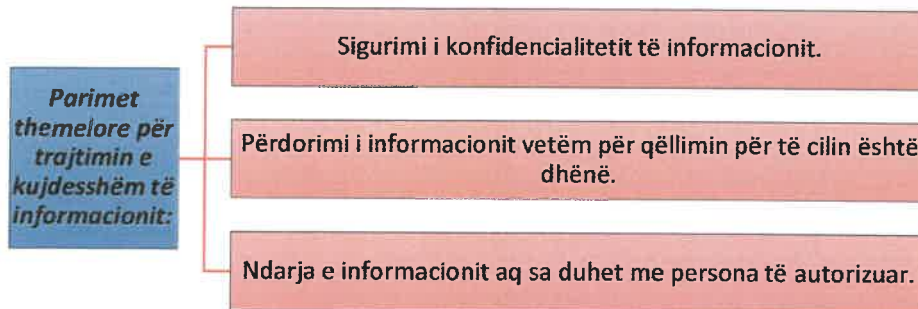 Parimet
themelore për
trajtimin e
kujdesshëm të
informacionit:
Sigurimi i konfidencialitetit të informacionit.
Përdorimi i informacionit vetëm për qëllimin për të cilin është
dhënë.
Ndarja e informacionit aq sa duhet me persona të autorizuar.